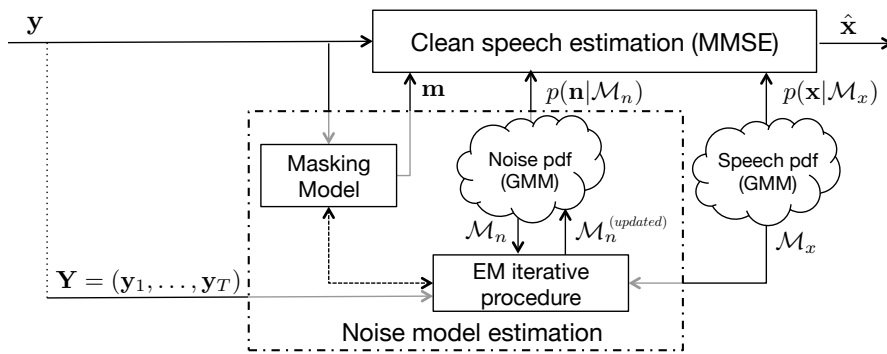 y
Clean speech estimation (MMSE)
x̂
m
p(n|ℳₙ)
p(x|ℳₓ)
Masking
Model
Noise pdf
(GMM)
Speech pdf
(GMM)
ℳₙ
ℳₙ^(updated)
ℳₓ
Y = (y₁, . . . , y_T)
EM iterative
procedure
Noise model estimation